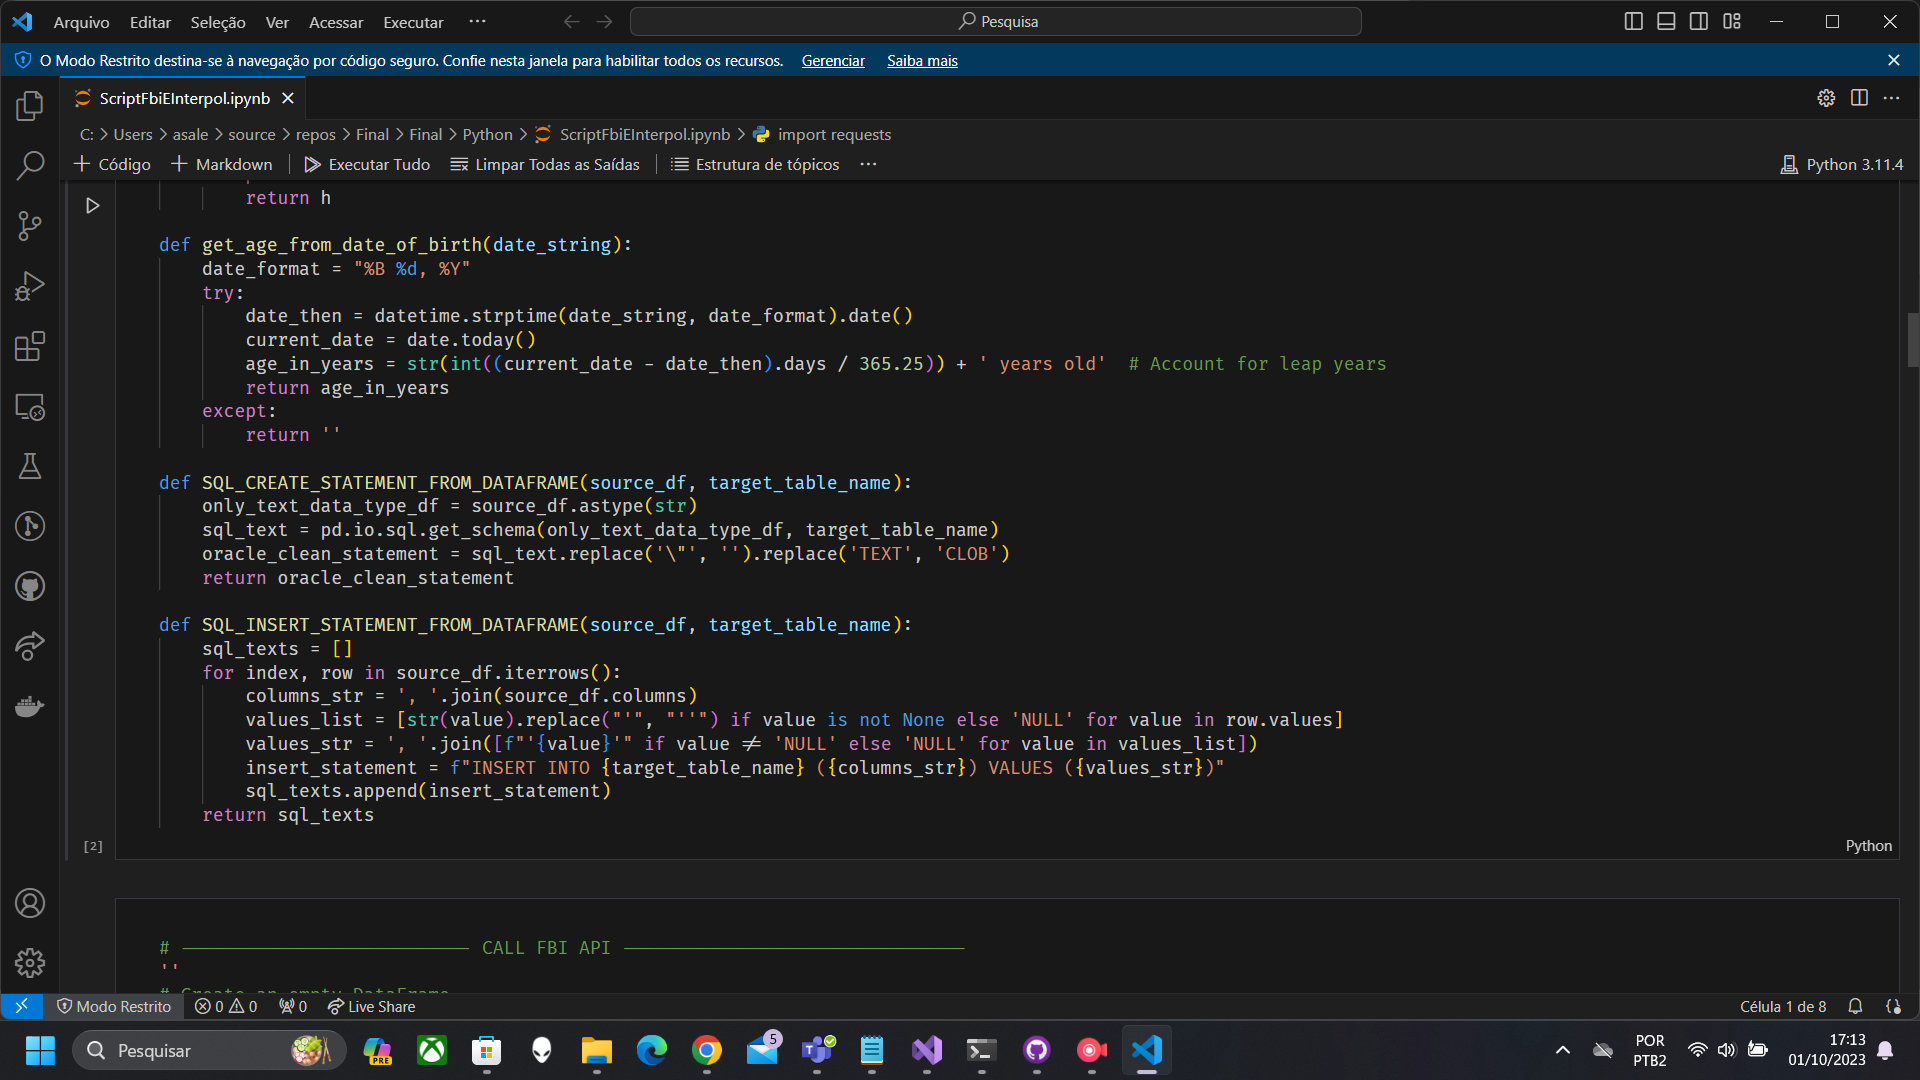 Arquivo Editar Seleção Ver Acessar Executar ···
Pesquisa
O Modo Restrito destina-se à navegação por código seguro. Confie nesta janela para habilitar todos os recursos. Gerenciar Saiba mais
ScriptFbiEInterpol.ipynb
C: > Users > asale > source > repos > Final > Final > Python > ScriptFbiEInterpol.ipynb > import requests
+ Código + Markdown Executar Tudo Limpar Todas as Saídas Estrutura de tópicos ··· Python 3.11.4
return h
def get_age_from_date_of_birth(date_string):
date_format = "%B %d, %Y"
try:
date_then = datetime.strptime(date_string, date_format).date()
current_date = date.today()
age_in_years = str(int((current_date - date_then).days / 365.25)) + ' years old'  # Account for leap years
return age_in_years
except:
return ''
def SQL_CREATE_STATEMENT_FROM_DATAFRAME(source_df, target_table_name):
only_text_data_type_df = source_df.astype(str)
sql_text = pd.io.sql.get_schema(only_text_data_type_df, target_table_name)
oracle_clean_statement = sql_text.replace('\"', '').replace('TEXT', 'CLOB')
return oracle_clean_statement
def SQL_INSERT_STATEMENT_FROM_DATAFRAME(source_df, target_table_name):
sql_texts = []
for index, row in source_df.iterrows():
columns_str = ', '.join(source_df.columns)
values_list = [str(value).replace("'", "''") if value is not None else 'NULL' for value in row.values]
values_str = ', '.join([f"'{value}'" if value != 'NULL' else 'NULL' for value in values_list])
insert_statement = f"INSERT INTO {target_table_name} ({columns_str}) VALUES ({values_str})"
sql_texts.append(insert_statement)
return sql_texts
[2]
Python
# ——————————— CALL FBI API ———————————
''
# Create an empty DataFrame
Modo Restrito 0 0 0 Live Share Célula 1 de 8
Pesquisar
PRE
5
POR
PTB2
17:13
01/10/2023